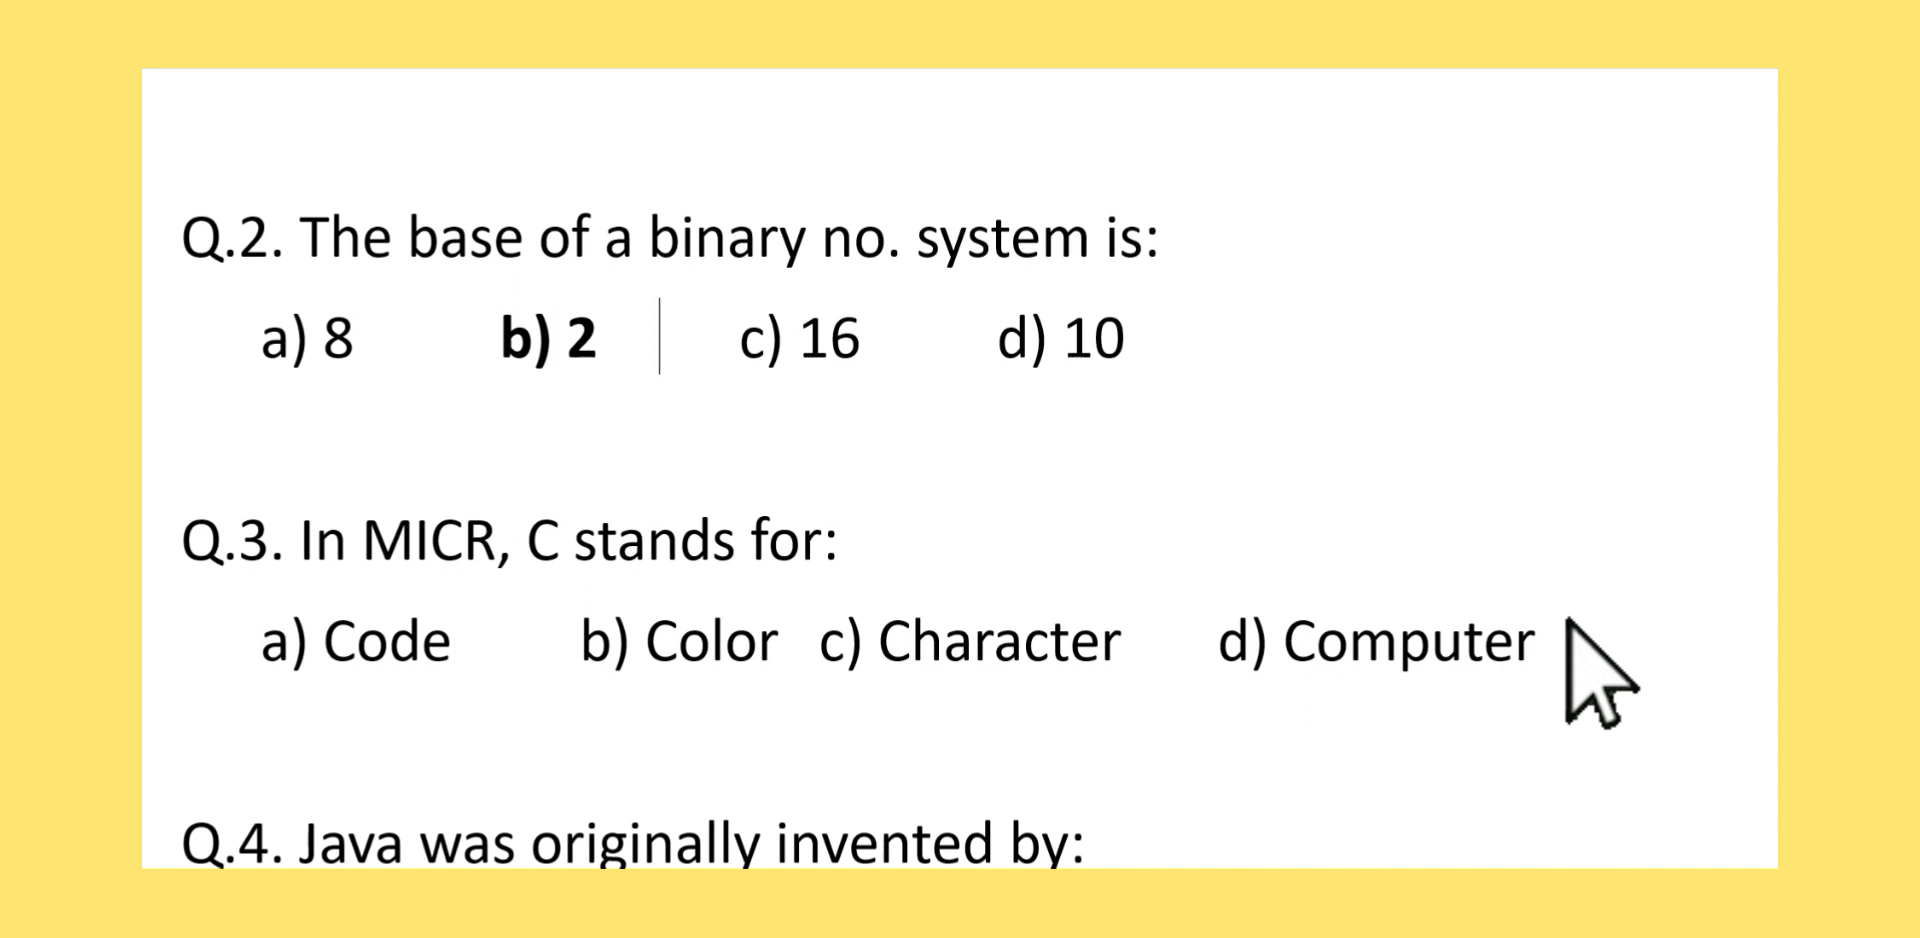 Q.2. The base of a binary no. system is:
a) 8 b) 2 c) 16 d) 10
Q.3. In MICR, C stands for:
a) Code b) Color c) Character d) Computer
Q.4. Java was originally invented by: